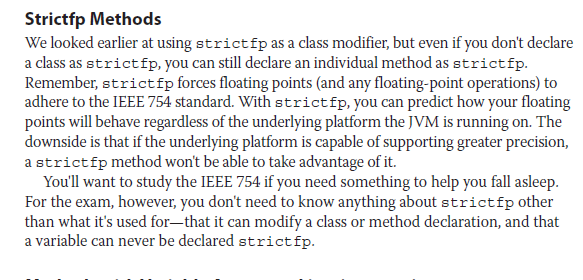 Strictfp Methods
We looked earlier at using strictfp as a class modifier, but even if you don't declare
a class as strictfp, you can still declare an individual method as strictfp.
Remember, strictfp forces floating points (and any floating-point operations) to
adhere to the IEEE 754 standard. With strictfp, you can predict how your floating
points will behave regardless of the underlying platform the JVM is running on. The
downside is that if the underlying platform is capable of supporting greater precision,
a strictfp method won't be able to take advantage of it.
You'll want to study the IEEE 754 if you need something to help you fall asleep.
For the exam, however, you don't need to know anything about strictfp other
than what it's used for—that it can modify a class or method declaration, and that
a variable can never be declared strictfp.